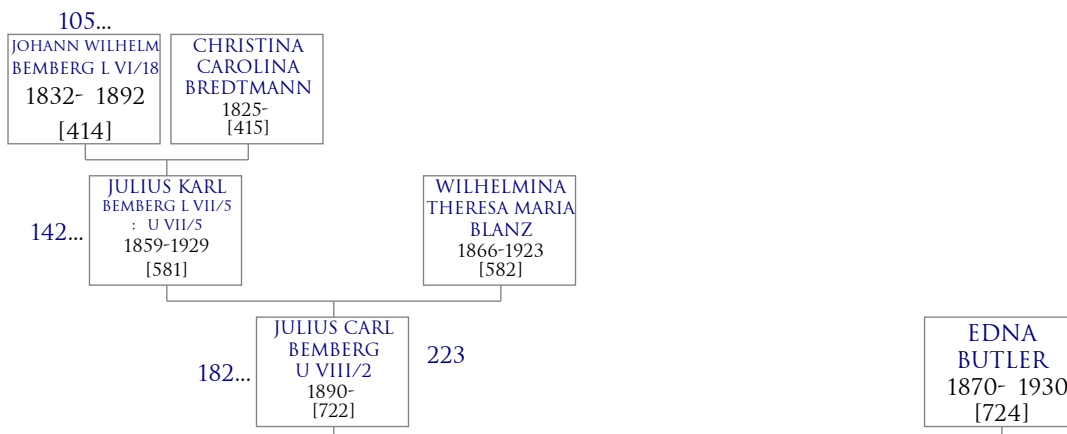 105...
JOHANN WILHELM
BEMBERG L VI/18
1832- 1892
[414]
CHRISTINA
CAROLINA
BREDTMANN
1825-
[415]
142...
JULIUS KARL
BEMBERG L VII/5
: U VII/5
1859-1929
[581]
WILHELMINA
THERESA MARIA
BLANZ
1866-1923
[582]
182...
JULIUS CARL
BEMBERG
U VIII/2
1890-
[722]
223
EDNA
BUTLER
1870- 1930
[724]